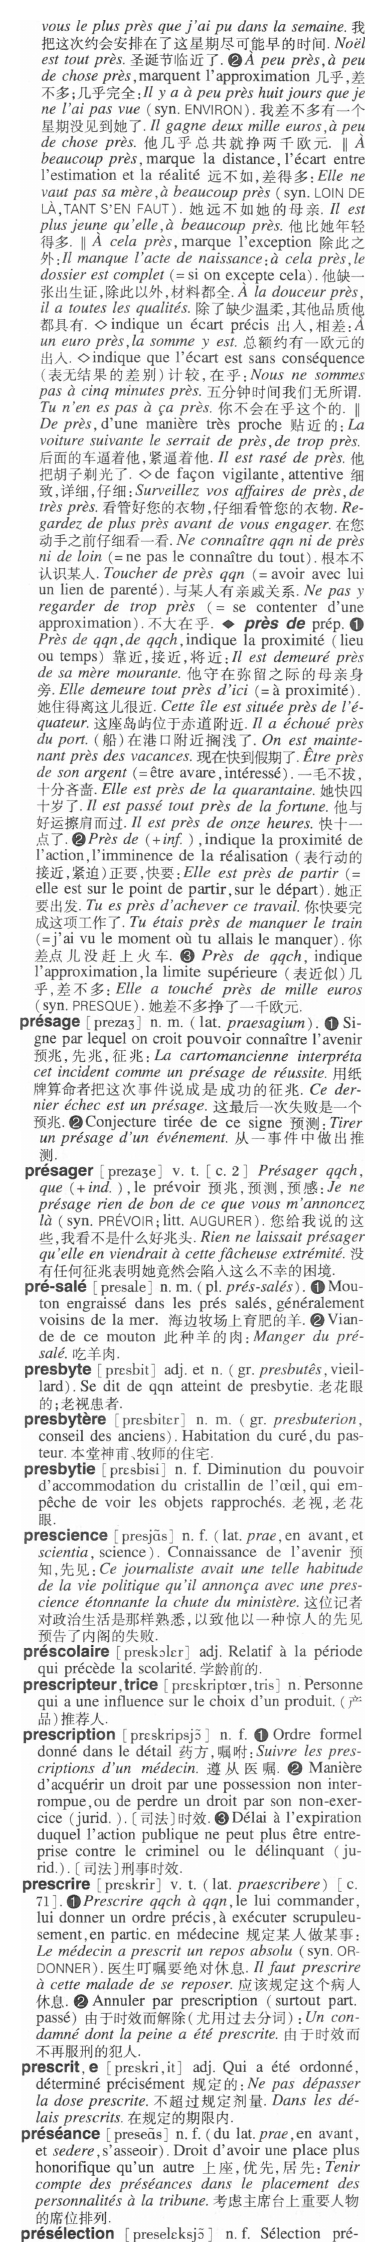 vous le plus près que j'ai pu dans la semaine. 我
把这次约会安排在了这星期尽可能早的时间. Noël
est tout près. 圣诞节临近了. ❷À peu près, à peu
de chose près, marquent l'approximation 几乎,差
不多;几乎完全: Il y a à peu près huit jours que je
ne l'ai pas vue (syn. ENVIRON). 我差不多有一个
星期没见到她了. Il gagne deux mille euros, à peu
de chose près. 他几乎总共就挣两千欧元. ‖ À
beaucoup près, marque la distance, l'écart entre
l'estimation et la réalité 远不如,差得多: Elle ne
vaut pas sa mère, à beaucoup près (syn. LOIN DE
LÀ, TANT S'EN FAUT). 她远不如她的母亲. Il est
plus jeune qu'elle, à beaucoup près. 他比她年轻
得多. ‖ À cela près, marque l'exception 除此之
外: Il manque l'acte de naissance: à cela près, le
dossier est complet (= si on excepte cela). 他缺一
张出生证,除此以外,材料都全. À la douceur près,
il a toutes les qualités. 除了缺少温柔,其他品质他
都具有. ◇indique un écart précis 出入,相差: À
un euro près, la somme y est. 总额约有一欧元的
出入. ◇indique que l'écart est sans conséquence
(表无结果的差别) 计较,在乎: Nous ne sommes
pas à cinq minutes près. 五分钟时间我们无所谓.
Tu n'en es pas à ça près. 你不会在乎这个的. ‖
De près, d'une manière très proche 贴近的: La
voiture suivante le serrait de près, de trop près.
后面的车逼着他,紧逼着他. Il est rasé de près. 他
把胡子剃光了. ◇de façon vigilante, attentive 细
致,详细,仔细: Surveillez vos affaires de près, de
très près. 看管好您的衣物,仔细看管您的衣物. Re-
gardez de plus près avant de vous engager. 在您
动手之前仔细看一看. Ne connaître qqn ni de près
ni de loin (= ne pas le connaître du tout). 根本不
认识某人. Toucher de près qqn (= avoir avec lui
un lien de parenté). 与某人有亲戚关系. Ne pas y
regarder de trop près (= se contenter d'une
approximation). 不大在乎. ◆ près de prép. ❶
Près de qqn, de qqch, indique la proximité (lieu
ou temps) 靠近,接近,将近: Il est demeuré près
de sa mère mourante. 他守在弥留之际的母亲身
旁. Elle demeure tout près d'ici (= à proximité).
她住得离这儿很近. Cette île est située près de l'é-
quateur. 这座岛屿位于赤道附近. Il a échoué près
du port. (船)在港口附近搁浅了. On est mainte-
nant près des vacances. 现在快到假期了. Être près
de son argent (= être avare, intéressé). 一毛不拔,
十分吝啬. Elle est près de la quarantaine. 她快四
十岁了. Il est passé tout près de la fortune. 他与
好运擦肩而过. Il est près de onze heures. 快十一
点了. ❷Près de (+inf.), indique la proximité de
l'action, l'imminence de la réalisation (表行动的
接近,紧迫)正要,快要: Elle est près de partir (=
elle est sur le point de partir, sur le départ). 她正
要出发. Tu es près d'achever ce travail. 你快要完
成这项工作了. Tu étais près de manquer le train
(= j'ai vu le moment où tu allais le manquer). 你
差点儿没赶上火车. ❸ Près de qqch, indique
l'approximation, la limite supérieure (表近似)几
乎,差不多: Elle a touché près de mille euros
(syn. PRESQUE). 她差不多挣了一千欧元.
présage [prezaʒ] n. m. (lat. praesagium). ❶ Si-
gne par lequel on croit pouvoir connaître l'avenir
预兆,先兆,征兆: La cartomancienne interpréta
cet incident comme un présage de réussite. 用纸
牌算命者把这次事件说成是成功的征兆. Ce der-
nier échec est un présage. 这最后一次失败是一个
预兆. ❷Conjecture tirée de ce signe 预测: Tirer
un présage d'un événement. 从一事件中做出推
测.
présager [prezaʒe] v. t. [c. 2] Présager qqch,
que (+ind.), le prévoir 预兆,预测,预感: Je ne
présage rien de bon de ce que vous m'annoncez
là (syn. PRÉVOIR; litt. AUGURER). 您给我说的这
些,我看不是什么好兆头. Rien ne laissait présager
qu'elle en viendrait à cette fâcheuse extrémité. 没
有任何征兆表明她竟然会陷入这么不幸的困境.
pré-salé [presale] n. m. (pl. prés-salés). ❶Mou-
ton engraissé dans les prés salés, généralement
voisins de la mer. 海边牧场上育肥的羊. ❷Vian-
de de ce mouton 此种羊的肉: Manger du pré-
salé. 吃羊肉.
presbyte [prɛsbit] adj. et n. (gr. presbutês, vieil-
lard). Se dit de qqn atteint de presbytie. 老花眼
的;老视患者.
presbytère [prɛsbitɛr] n. m. (gr. presbuterion,
conseil des anciens). Habitation du curé, du pas-
teur. 本堂神甫、牧师的住宅.
presbytie [prɛsbisi] n. f. Diminution du pouvoir
d'accommodation du cristallin de l'œil, qui em-
pêche de voir les objets rapprochés. 老视,老花
眼.
prescience [presjɑ̃s] n. f. (lat. prae, en avant, et
scientia, science). Connaissance de l'avenir 预
知,先见: Ce journaliste avait une telle habitude
de la vie politique qu'il annonça avec une pres-
cience étonnante la chute du ministère. 这位记者
对政治生活是那样熟悉,以致他以一种惊人的先见
预告了内阁的失败.
préscolaire [preskɔlɛr] adj. Relatif à la période
qui précède la scolarité. 学龄前的.
prescripteur, trice [prɛskriptœr, tris] n. Personne
qui a une influence sur le choix d'un produit. (产
品)推荐人.
prescription [prɛskripsjɔ̃] n. f. ❶ Ordre formel
donné dans le détail 药方,嘱咐: Suivre les pres-
criptions d'un médecin. 遵从医嘱. ❷ Manière
d'acquérir un droit par une possession non inter-
rompue, ou de perdre un droit par son non-exer-
cice (jurid.). [司法]时效. ❸Délai à l'expiration
duquel l'action publique ne peut plus être entre-
prise contre le criminel ou le délinquant (ju-
rid.). [司法]刑事时效.
prescrire [prɛskrir] v. t. (lat. praescribere) [c.
71]. ❶Prescrire qqch à qqn, le lui commander,
lui donner un ordre précis, à exécuter scrupuleu-
sement, en partic. en médecine 规定某人做某事:
Le médecin a prescrit un repos absolu (syn. OR-
DONNER). 医生叮嘱要绝对休息. Il faut prescrire
à cette malade de se reposer. 应该规定这个病人
休息. ❷ Annuler par prescription (surtout part.
passé) 由于时效而解除(尤用过去分词): Un con-
damné dont la peine a été prescrite. 由于时效而
不再服刑的犯人.
prescrit, e [prɛskri, it] adj. Qui a été ordonné,
déterminé précisément 规定的: Ne pas dépasser
la dose prescrite. 不超过规定剂量. Dans les dé-
lais prescrits. 在规定的期限内.
préséance [preseɑ̃s] n. f. (du lat. prae, en avant,
et sedere, s'asseoir). Droit d'avoir une place plus
honorifique qu'un autre 上座,优先,居先: Tenir
compte des préséances dans le placement des
personnalités à la tribune. 考虑主席台上重要人物
的席位排列.
présélection [preselɛksjɔ̃] n. f. Sélection pré-